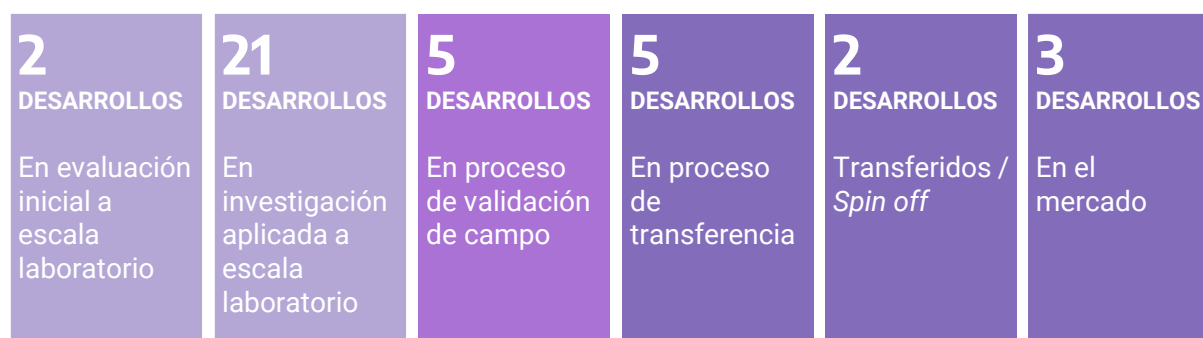 2
DESARROLLOS
En evaluación
inicial a
escala
laboratorio
21
DESARROLLOS
En
investigación
aplicada a
escala
laboratorio
5
DESARROLLOS
En proceso
de validación
de campo
5
DESARROLLOS
En proceso
de
transferencia
2
DESARROLLOS
Transferidos /
Spin off
3
DESARROLLOS
En el
mercado